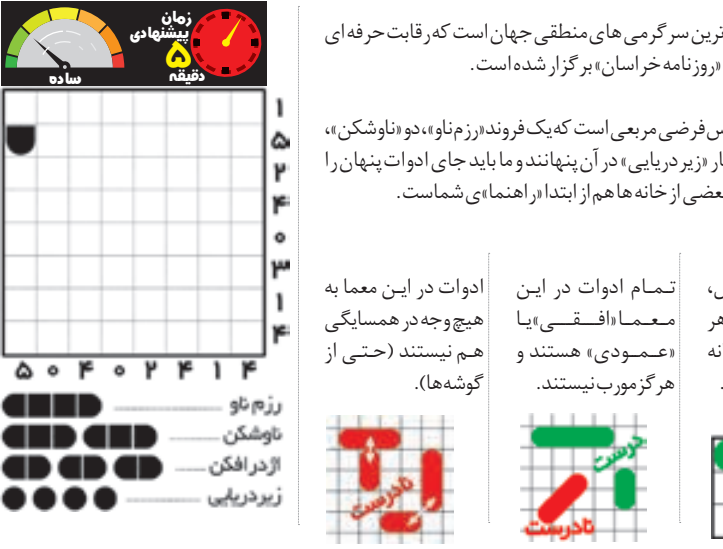 ترین سرگرمی های منطقی جهان است که رقابت حرفه ای
«روزنامه خراسان» برگزار شده است.
فرضی مربعی است که یک فروند «رزم ناو»، دو «ناوشکن»،
«زیردریایی» در آن پنهانند و ما باید جای ادوات پنهان را
بعضی از خانه ها هم از ابتدا «راهنما»ی شماست.
تمام ادوات در این
معما «افقی» یا
«عمودی» هستند و
هرگز مورب نیستند.
درست
نادرست
ادوات در این معما به
هیچ وجه در همسایگی
هم نیستند (حتی از
گوشه ها).
نادرست
زمان
پیشنهادی
۵
دقیقه
ساده
۱
۵
۲
۴
۰
۳
۱
۴
۵ ۰ ۴ ۰ ۲ ۴ ۱ ۴
رزم ناو
ناوشکن
اژدرافکن
زیردریایی